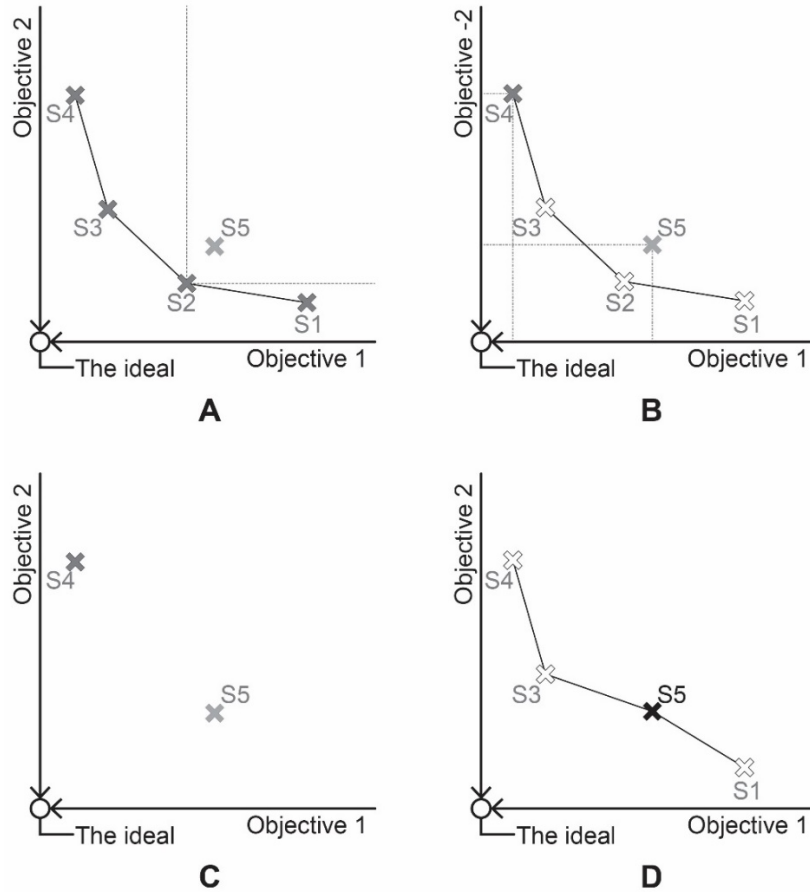 Objective 2
S4
S3
S5
S2
S1
Objective 1
The ideal
A
Objective -2
S4
S3
S5
S2
S1
Objective 1
The ideal
B
Objective 2
S4
S5
Objective 1
The ideal
C
Objective 2
S4
S3
S5
S1
Objective 1
The ideal
D